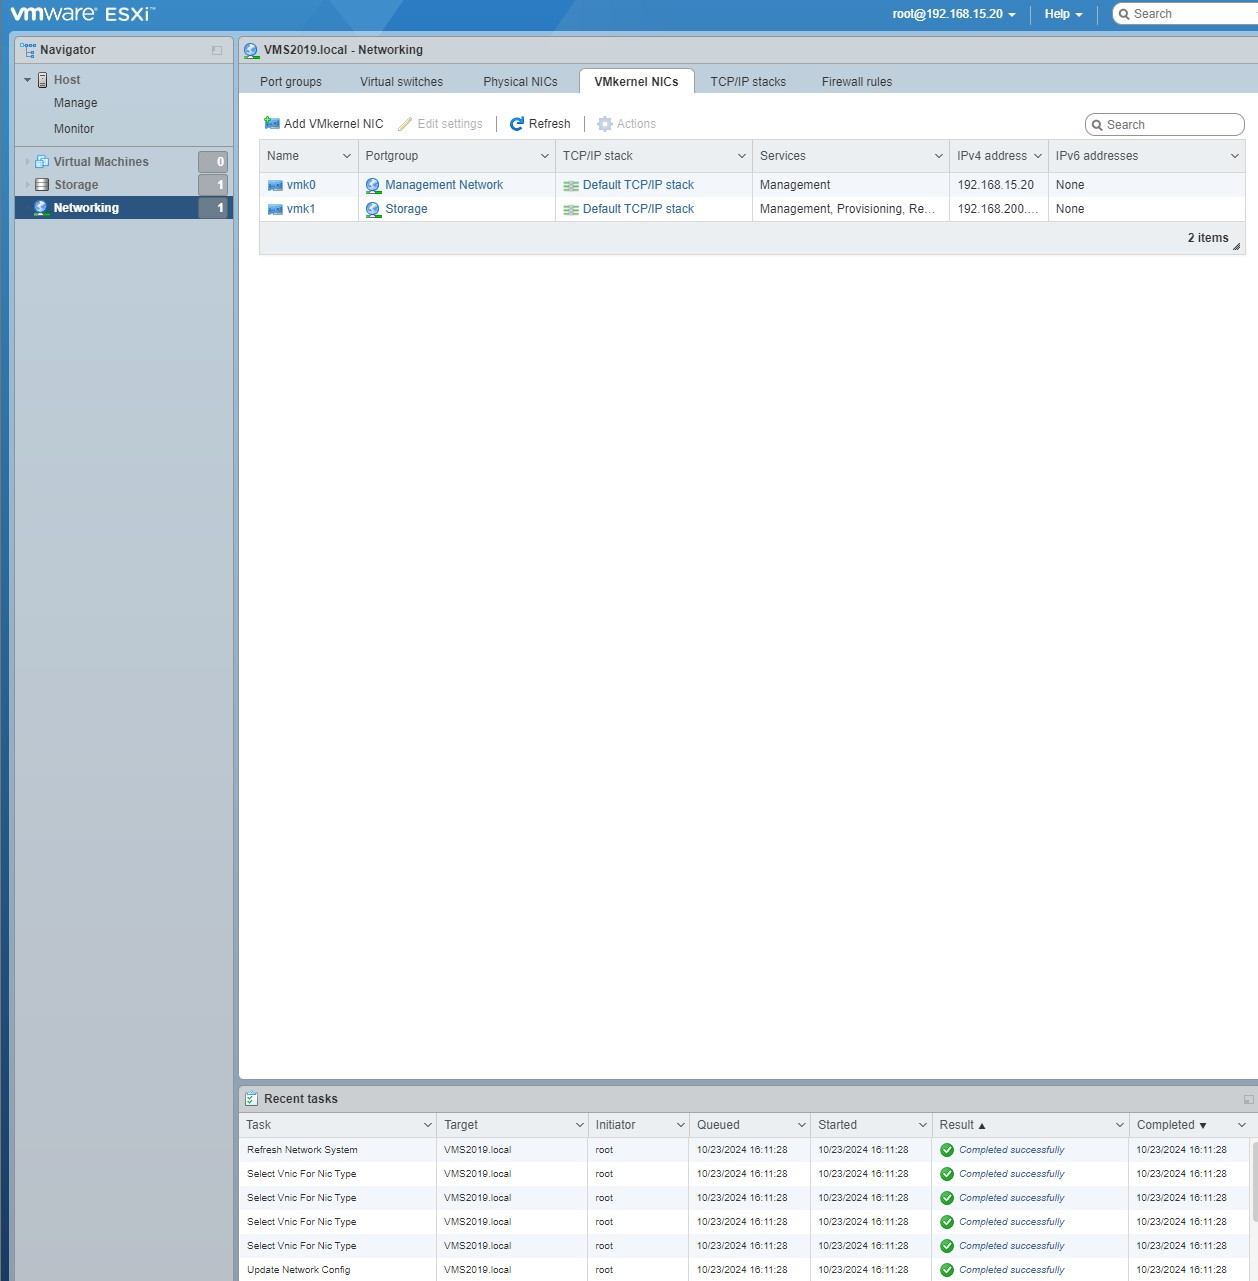 vmware ESXi™
root@192.168.15.20
Help
Search
Navigator
Host
Manage
Monitor
Virtual Machines 0
Storage 1
Networking 1
VMS2019.local - Networking
Port groups Virtual switches Physical NICs VMkernel NICs TCP/IP stacks Firewall rules
Add VMkernel NIC Edit settings Refresh Actions
Search
Name Portgroup TCP/IP stack Services IPv4 address IPv6 addresses
vmk0 Management Network Default TCP/IP stack Management 192.168.15.20 None
vmk1 Storage Default TCP/IP stack Management, Provisioning, Re... 192.168.200.... None
2 items
Recent tasks
Task Target Initiator Queued Started Result ▲ Completed ▼
Refresh Network System VMS2019.local root 10/23/2024 16:11:28 10/23/2024 16:11:28 Completed successfully 10/23/2024 16:11:28
Select Vnic For Nic Type VMS2019.local root 10/23/2024 16:11:28 10/23/2024 16:11:28 Completed successfully 10/23/2024 16:11:28
Select Vnic For Nic Type VMS2019.local root 10/23/2024 16:11:28 10/23/2024 16:11:28 Completed successfully 10/23/2024 16:11:28
Select Vnic For Nic Type VMS2019.local root 10/23/2024 16:11:28 10/23/2024 16:11:28 Completed successfully 10/23/2024 16:11:28
Select Vnic For Nic Type VMS2019.local root 10/23/2024 16:11:28 10/23/2024 16:11:28 Completed successfully 10/23/2024 16:11:28
Update Network Config VMS2019.local root 10/23/2024 16:11:28 10/23/2024 16:11:28 Completed successfully 10/23/2024 16:11:28